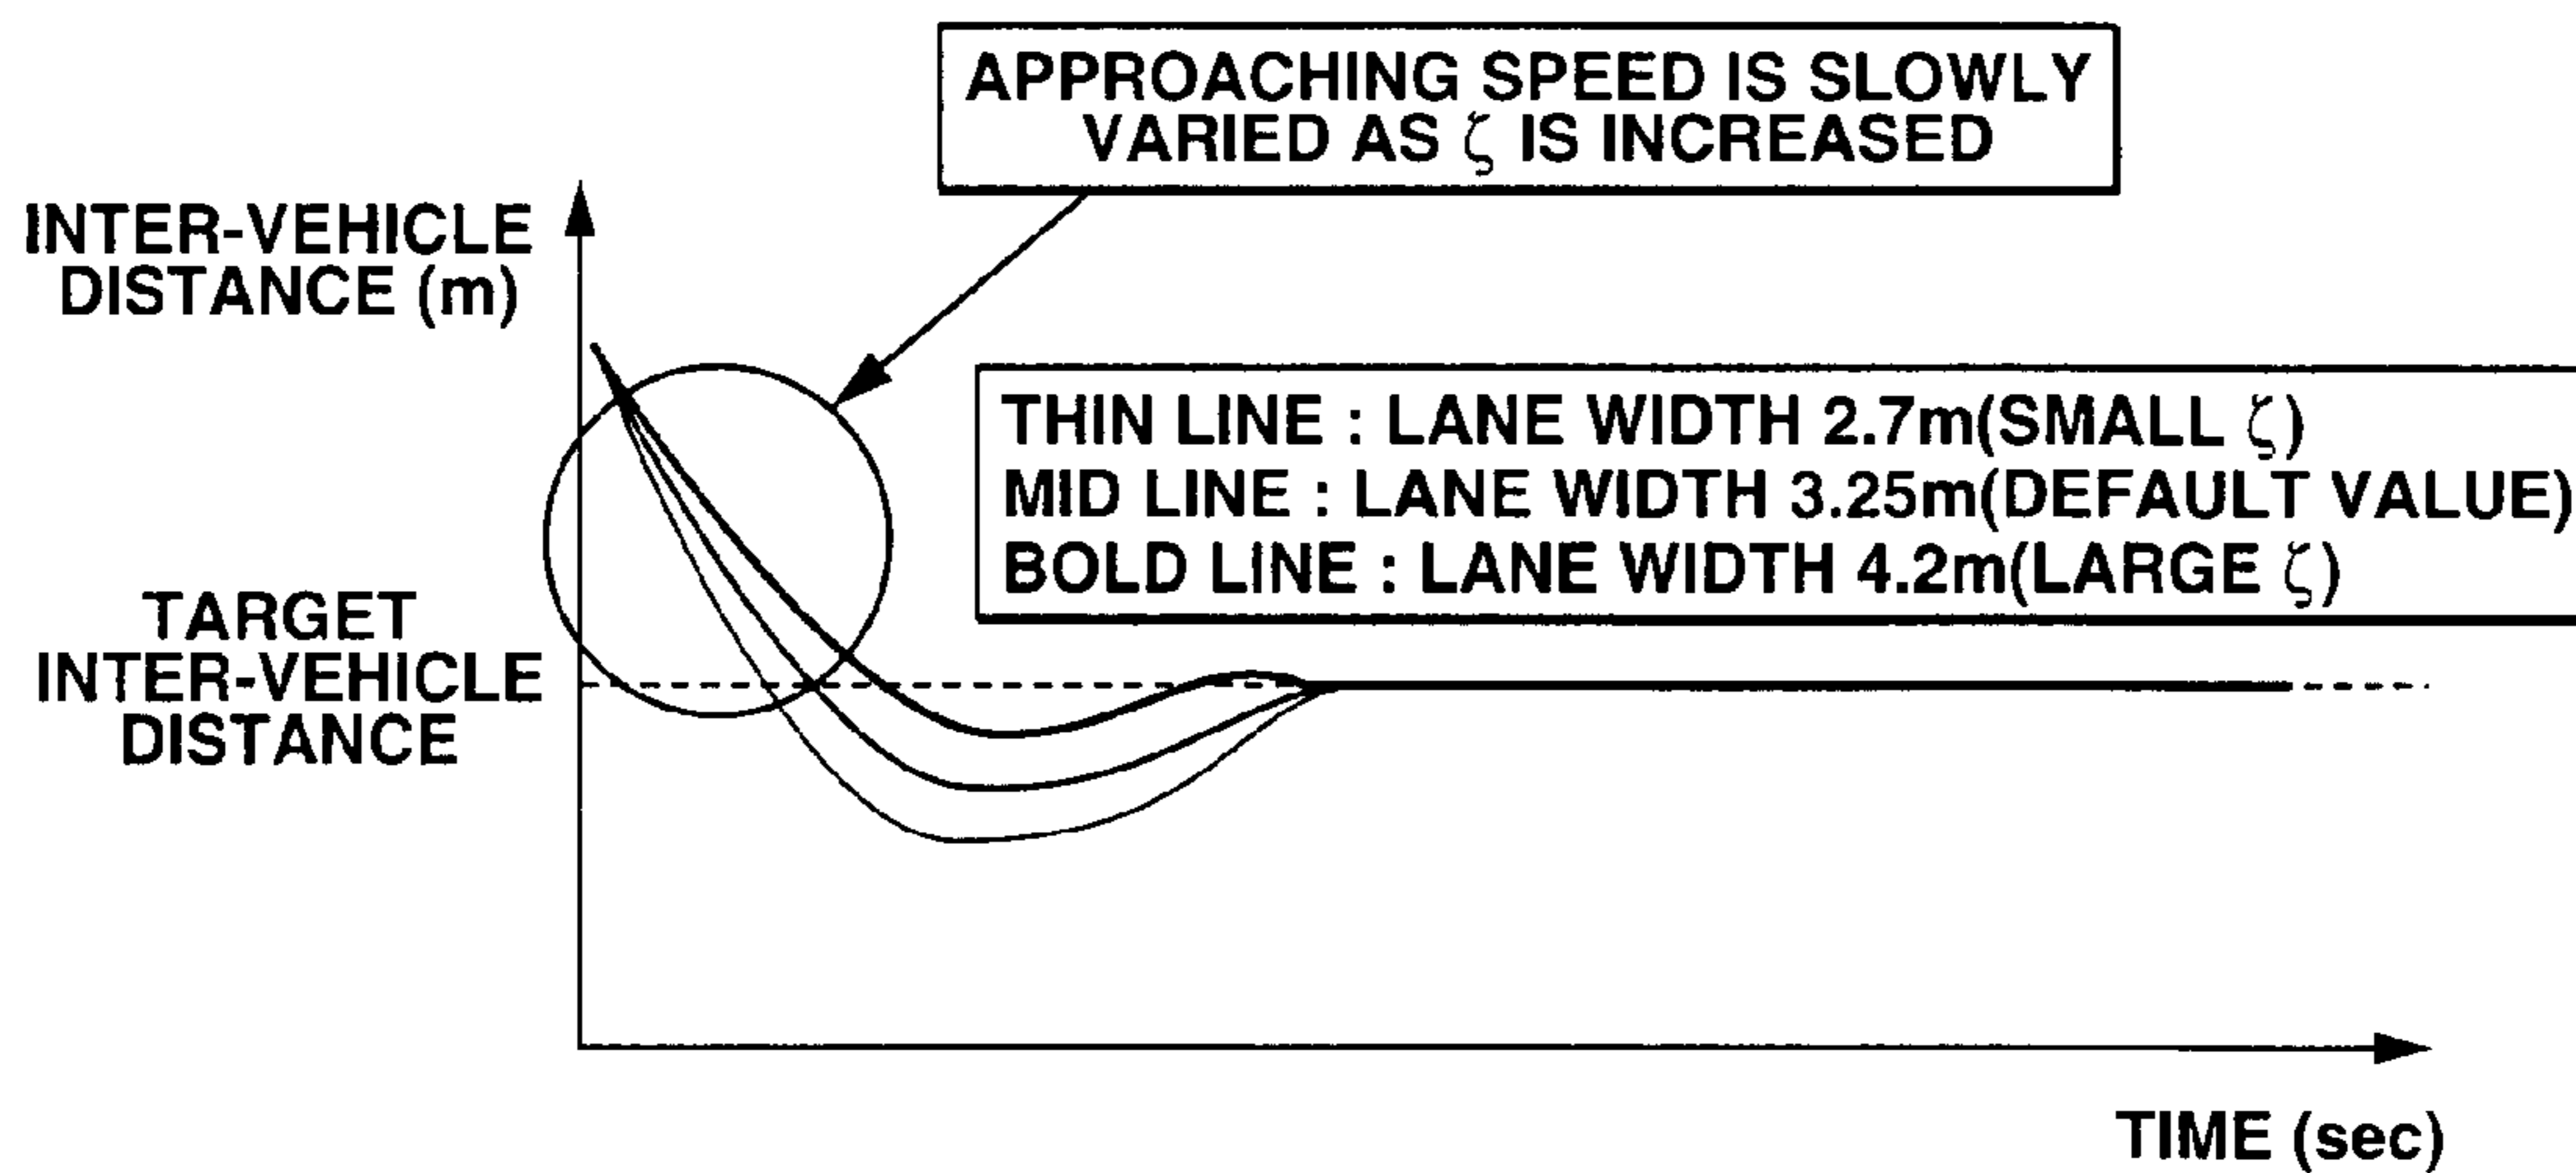 APPROACHING SPEED IS SLOWLY
VARIED AS ζ IS INCREASED
INTER-VEHICLE
DISTANCE (m)
THIN LINE : LANE WIDTH 2.7m(SMALL ζ)
MID LINE : LANE WIDTH 3.25m(DEFAULT VALUE)
BOLD LINE : LANE WIDTH 4.2m(LARGE ζ)
TARGET
INTER-VEHICLE
DISTANCE
TIME (sec)